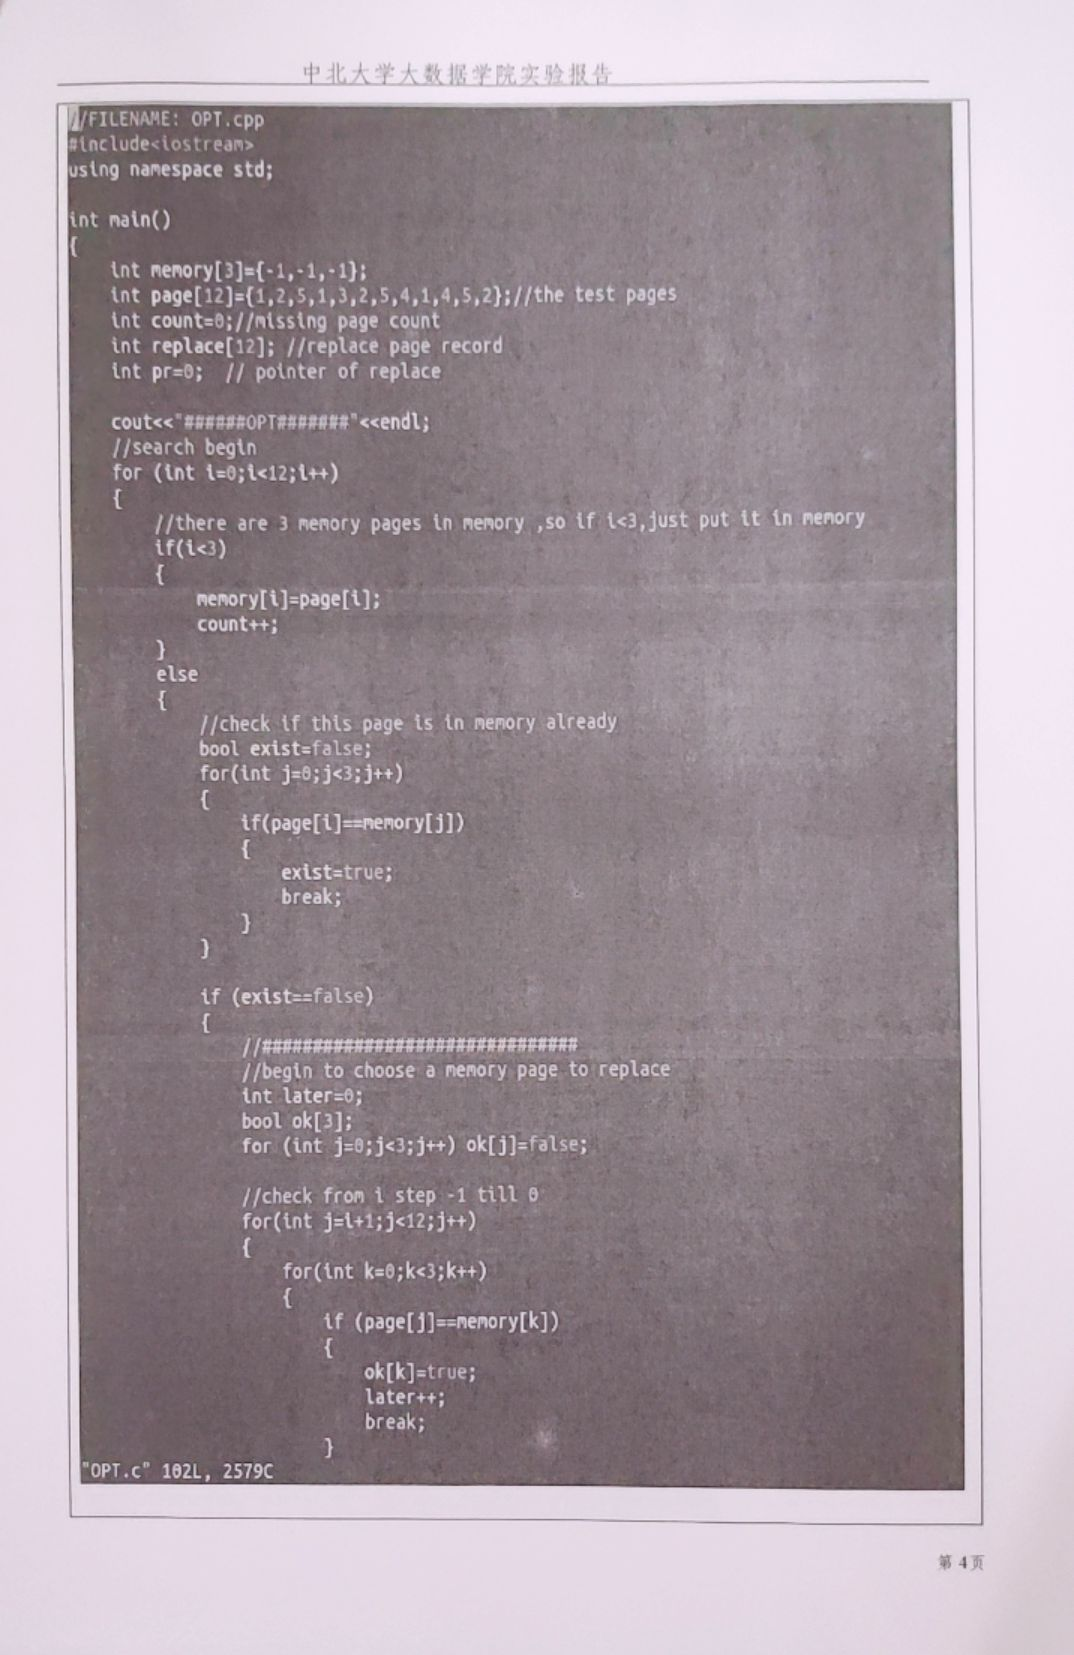 中北大学大数据学院实验报告
//FILENAME: OPT.cpp
#include<iostream>
using namespace std;
int main()
{
int memory[3]={-1,-1,-1};
int page[12]={1,2,5,1,3,2,5,4,1,4,5,2};//the test pages
int count=0;//missing page count
int replace[12]; //replace page record
int pr=0;  // pointer of replace
cout<<"######OPT#######"<<endl;
//search begin
for (int i=0;i<12;i++)
{
//there are 3 memory pages in memory ,so if i<3,just put it in memory
if(i<3)
{
memory[i]=page[i];
count++;
}
else
{
//check if this page is in memory already
bool exist=false;
for(int j=0;j<3;j++)
{
if(page[i]==memory[j])
{
exist=true;
break;
}
}
if (exist==false)
{
//###############################
//begin to choose a memory page to replace
int later=0;
bool ok[3];
for (int j=0;j<3;j++) ok[j]=false;
//check from i step -1 till 0
for(int j=i+1;j<12;j++)
{
for(int k=0;k<3;k++)
{
if (page[j]==memory[k])
{
ok[k]=true;
later++;
break;
}
"OPT.c" 102L, 2579C
第 4页